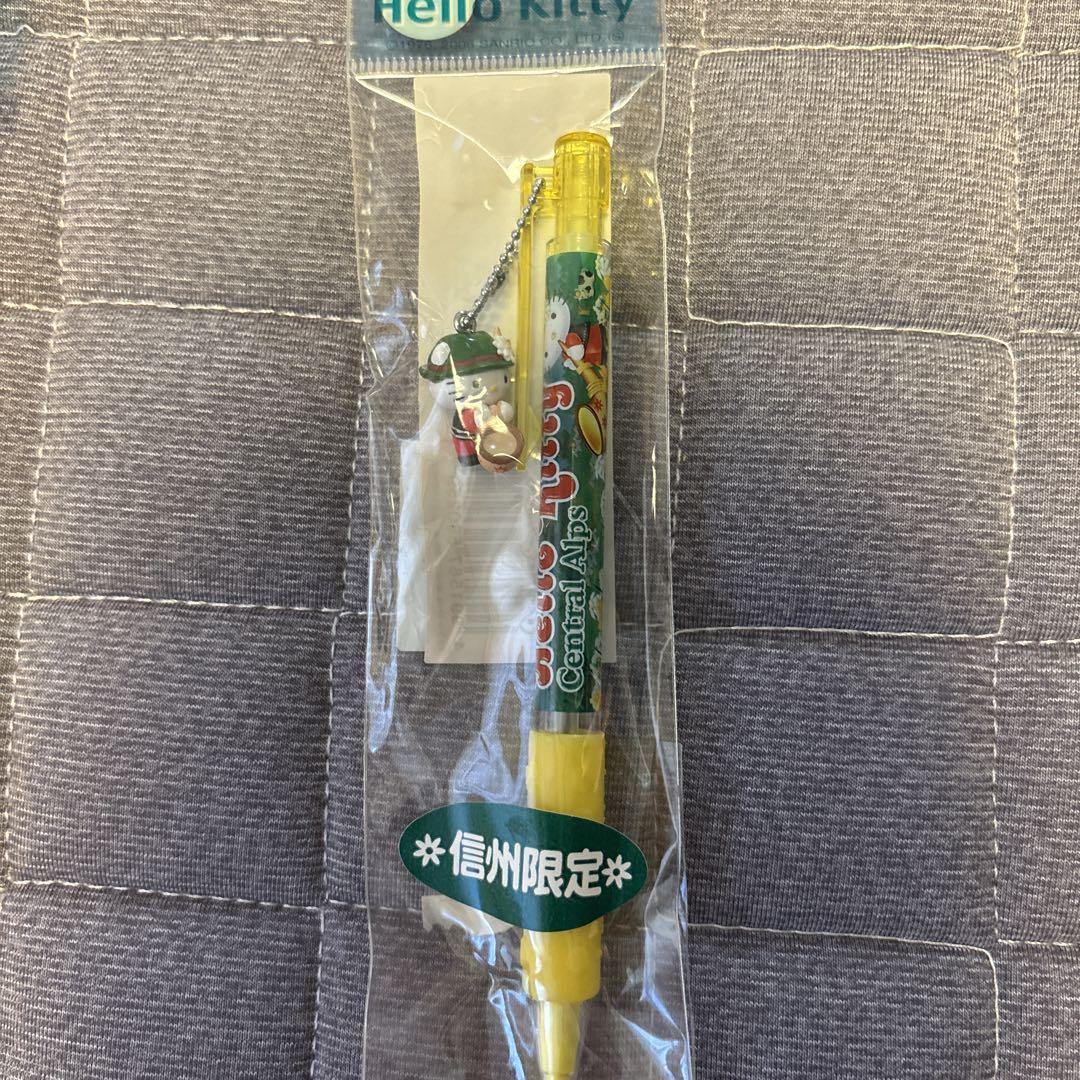 Hello Kitty
Hello Kitty
Central Alps
信州限定